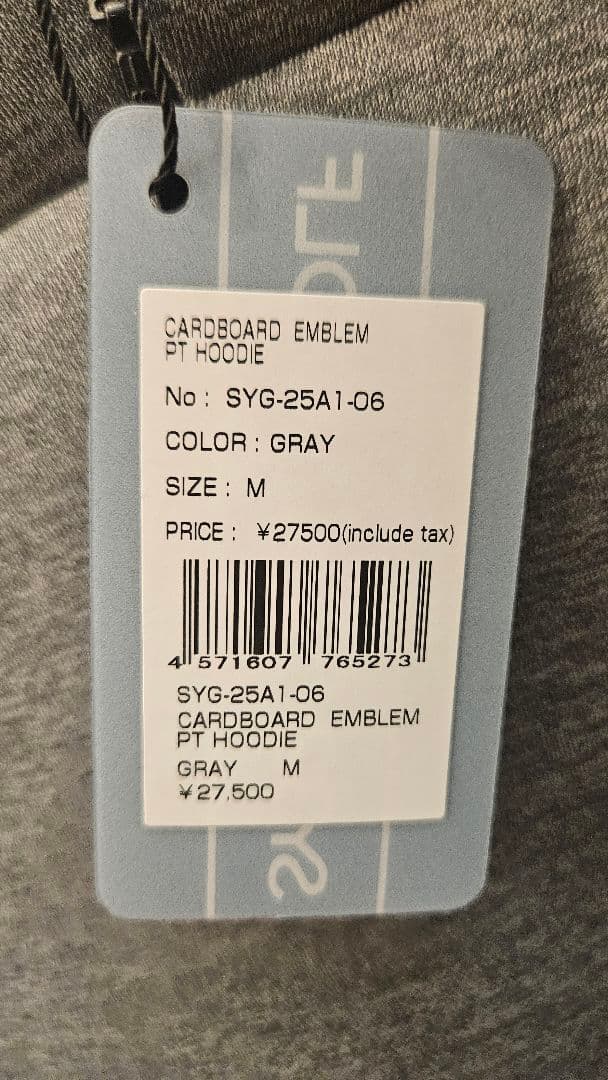 CARDBOARD EMBLEM
PT HOODIE
No : SYG-25A1-06
COLOR : GRAY
SIZE : M
PRICE : ¥27500(include tax)
4 571607 765273
SYG-25A1-06
CARDBOARD EMBLEM
PT HOODIE
GRAY M
¥27,500